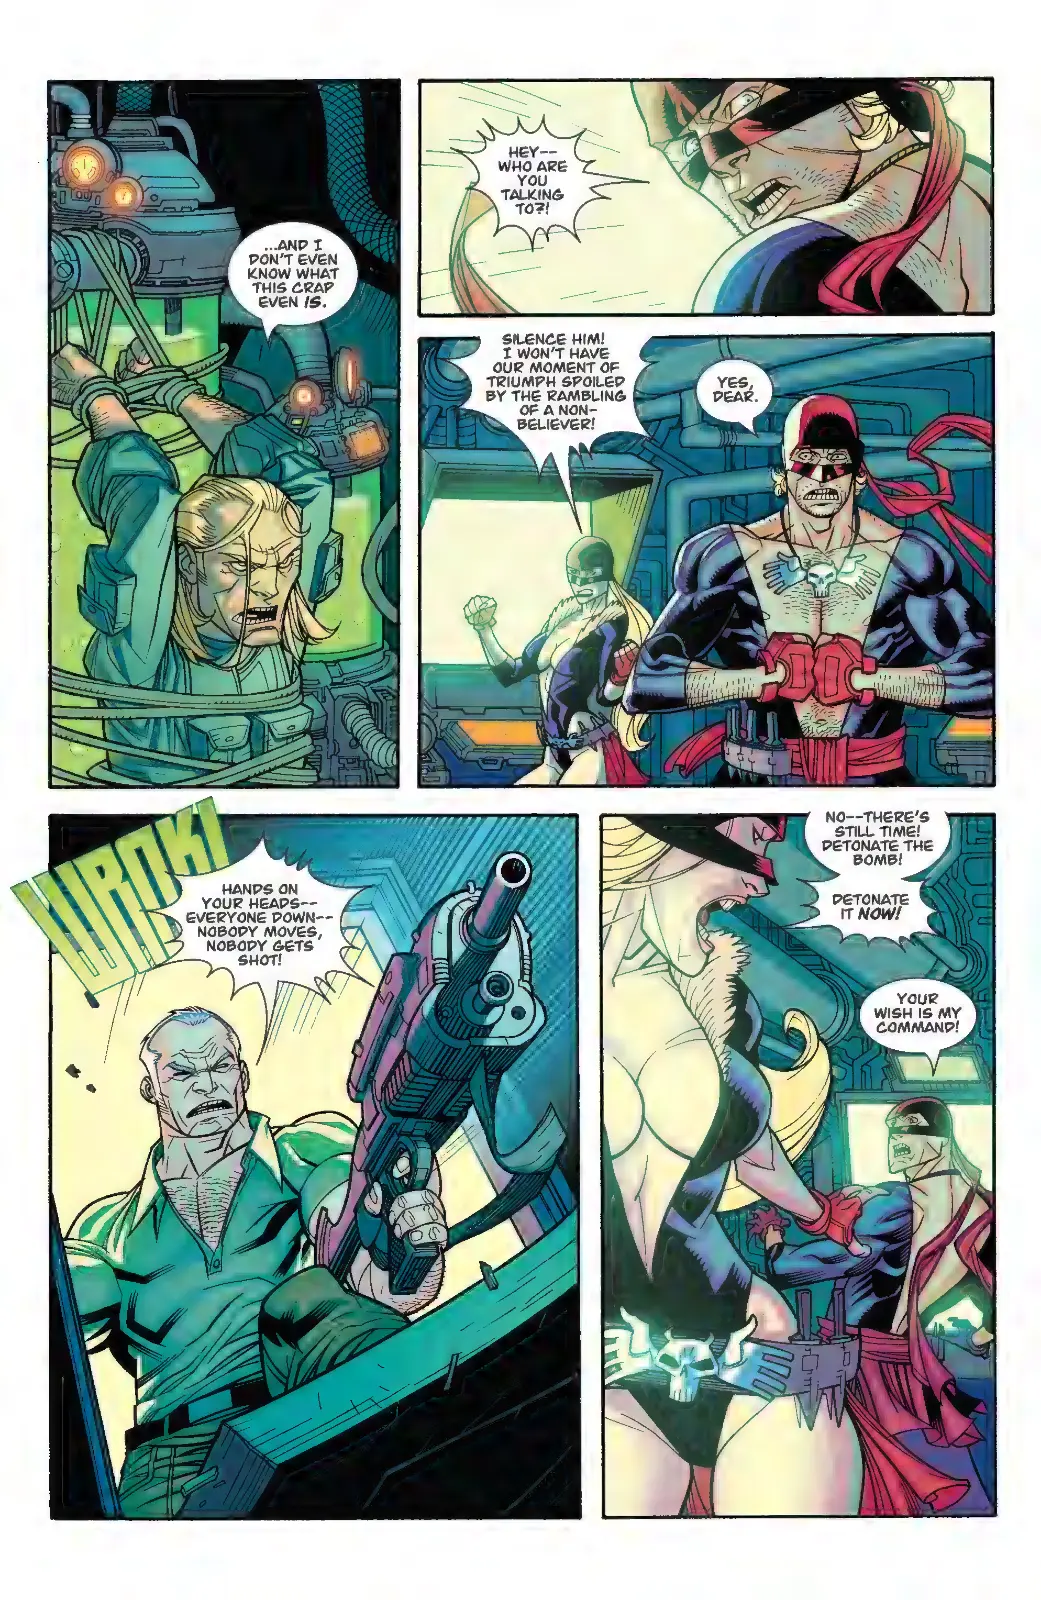 ...AND I
DON'T EVEN
KNOW WHAT
THIS CRAP
EVEN IS.
HEY--
WHO ARE
YOU
TALKING
TO?!
SILENCE HIM!
I WON'T HAVE
OUR MOMENT OF
TRIUMPH SPOILED
BY THE RAMBLING
OF A NON-
BELIEVER!
YES,
DEAR.
WROK!
HANDS ON
YOUR HEADS--
EVERYONE DOWN--
NOBODY MOVES,
NOBODY GETS
SHOT!
NO--THERE'S
STILL TIME!
DETONATE THE
BOMB!
DETONATE
IT NOW!
YOUR
WISH IS MY
COMMAND!